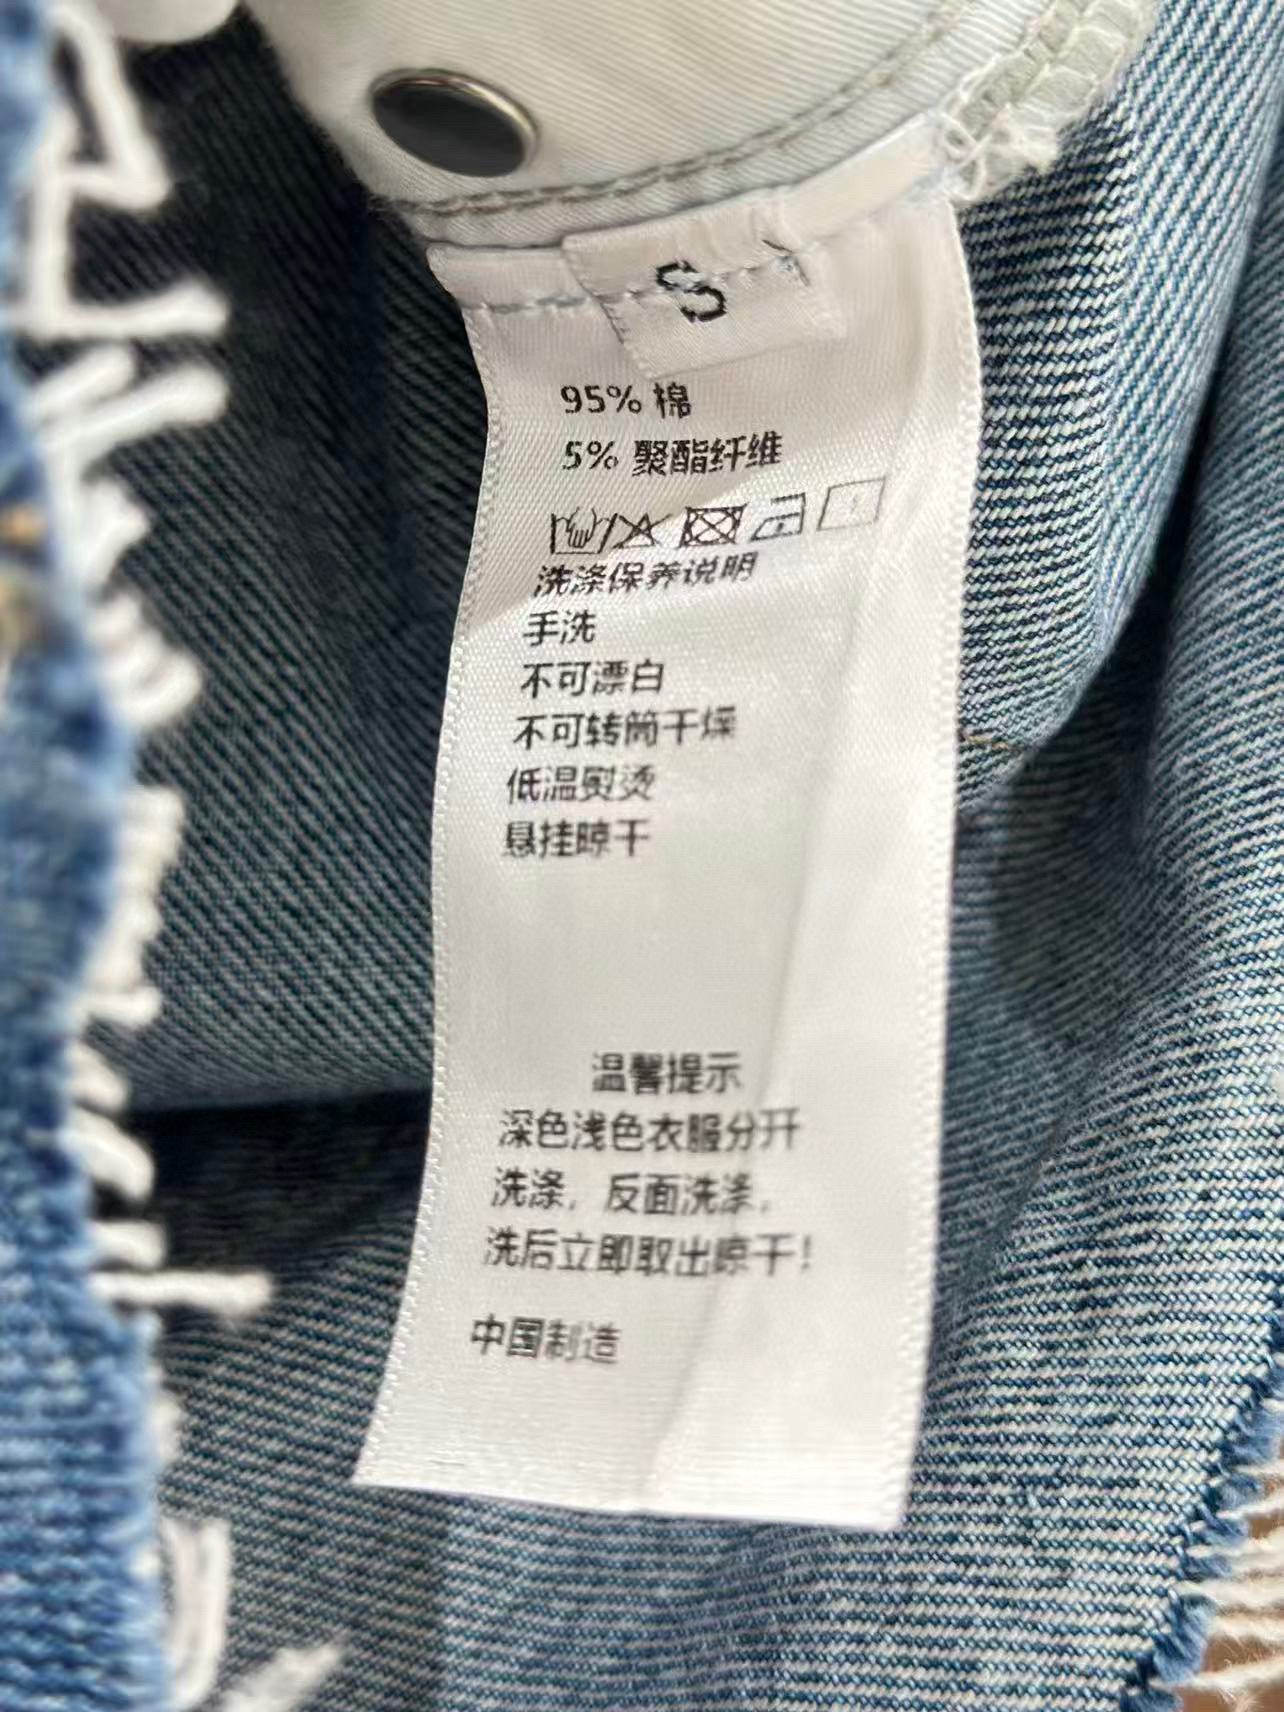 S
95% 棉
5% 聚酯纤维
洗涤保养说明
手洗
不可漂白
不可转筒干燥
低温熨烫
悬挂晾干
温馨提示
深色浅色衣服分开
洗涤，反面洗涤，
洗后立即取出晾干！
中国制造